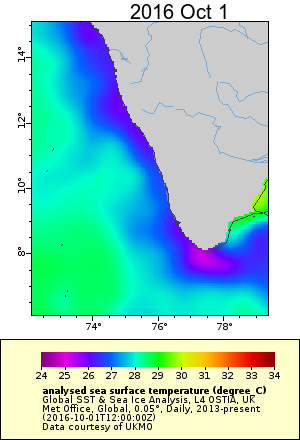 2016 Oct 1
14°
12°
10°
8°
74° 76° 78°
24 25 26 27 28 29 30 31 32 33 34
analysed sea surface temperature (degree_C)
Global SST & Sea Ice Analysis, L4 OSTIA, UK
Met Office, Global, 0.05°, Daily, 2013-present
(2016-10-01T12:00:00Z)
Data courtesy of UKMO